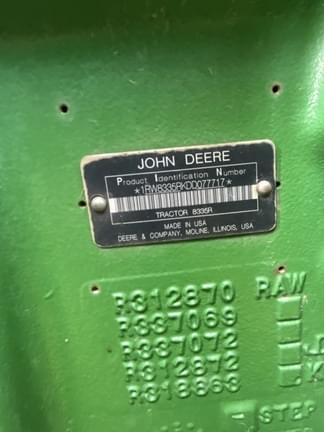 JOHN DEERE
Product Identification Number
*1RW8335RKDD077717*
TRACTOR 8335R
MADE IN USA
DEERE & COMPANY, MOLINE, ILLINOIS, USA
R312870 RAW
R337069
R337072
R312872
R318663 K
STEP